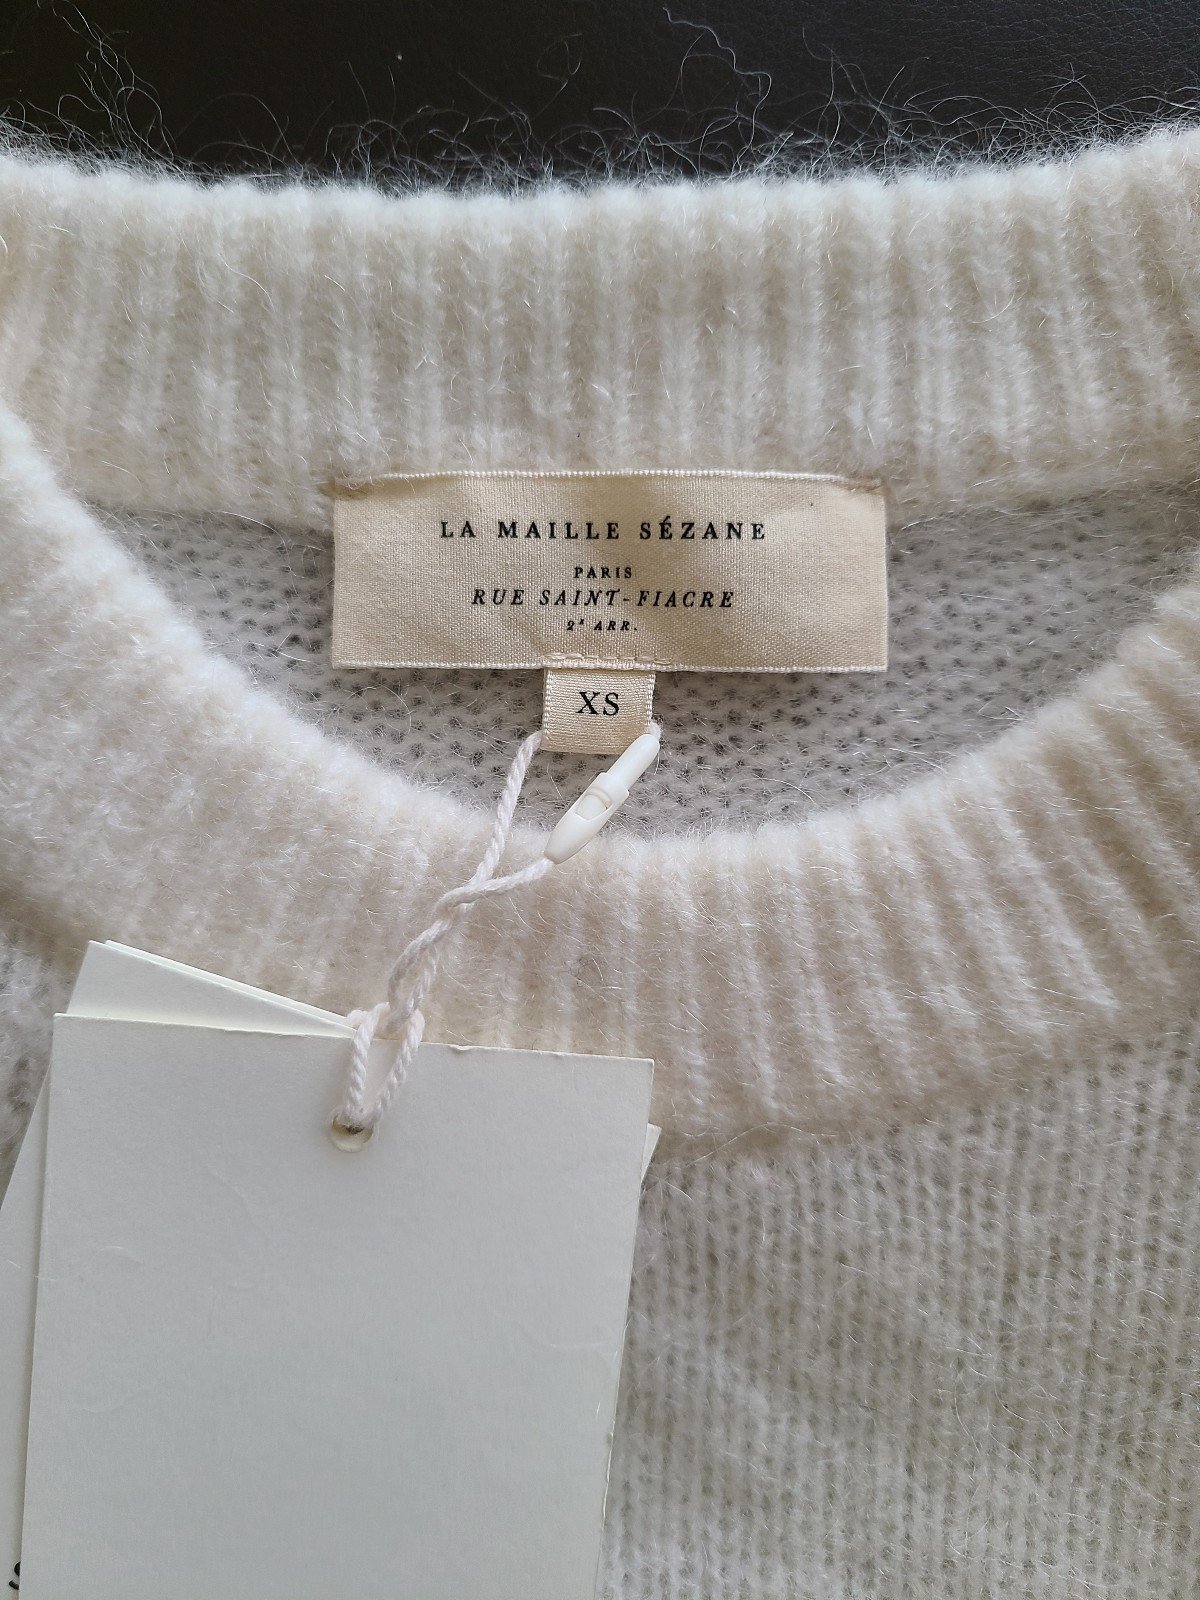 LA MAILLE SÉZANE
PARIS
RUE SAINT-FIACRE
2ᵉ ARR.
XS